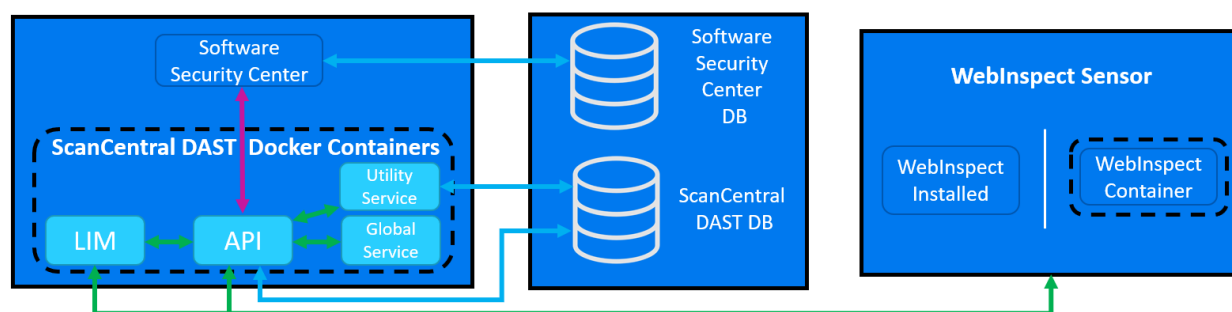 Software
Security Center
ScanCentral DAST Docker Containers
Utility
Service
LIM
API
Global
Service
Software
Security
Center
DB
ScanCentral
DAST DB
WebInspect Sensor
WebInspect
Installed
WebInspect
Container